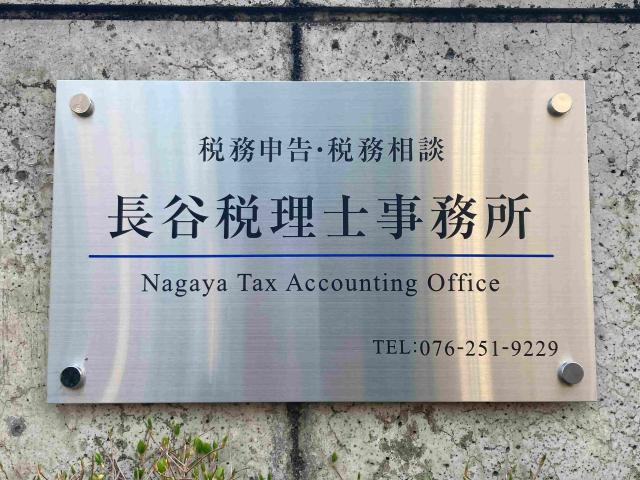 税務申告・税務相談
長谷税理士事務所
Nagaya Tax Accounting Office
TEL:076-251-9229